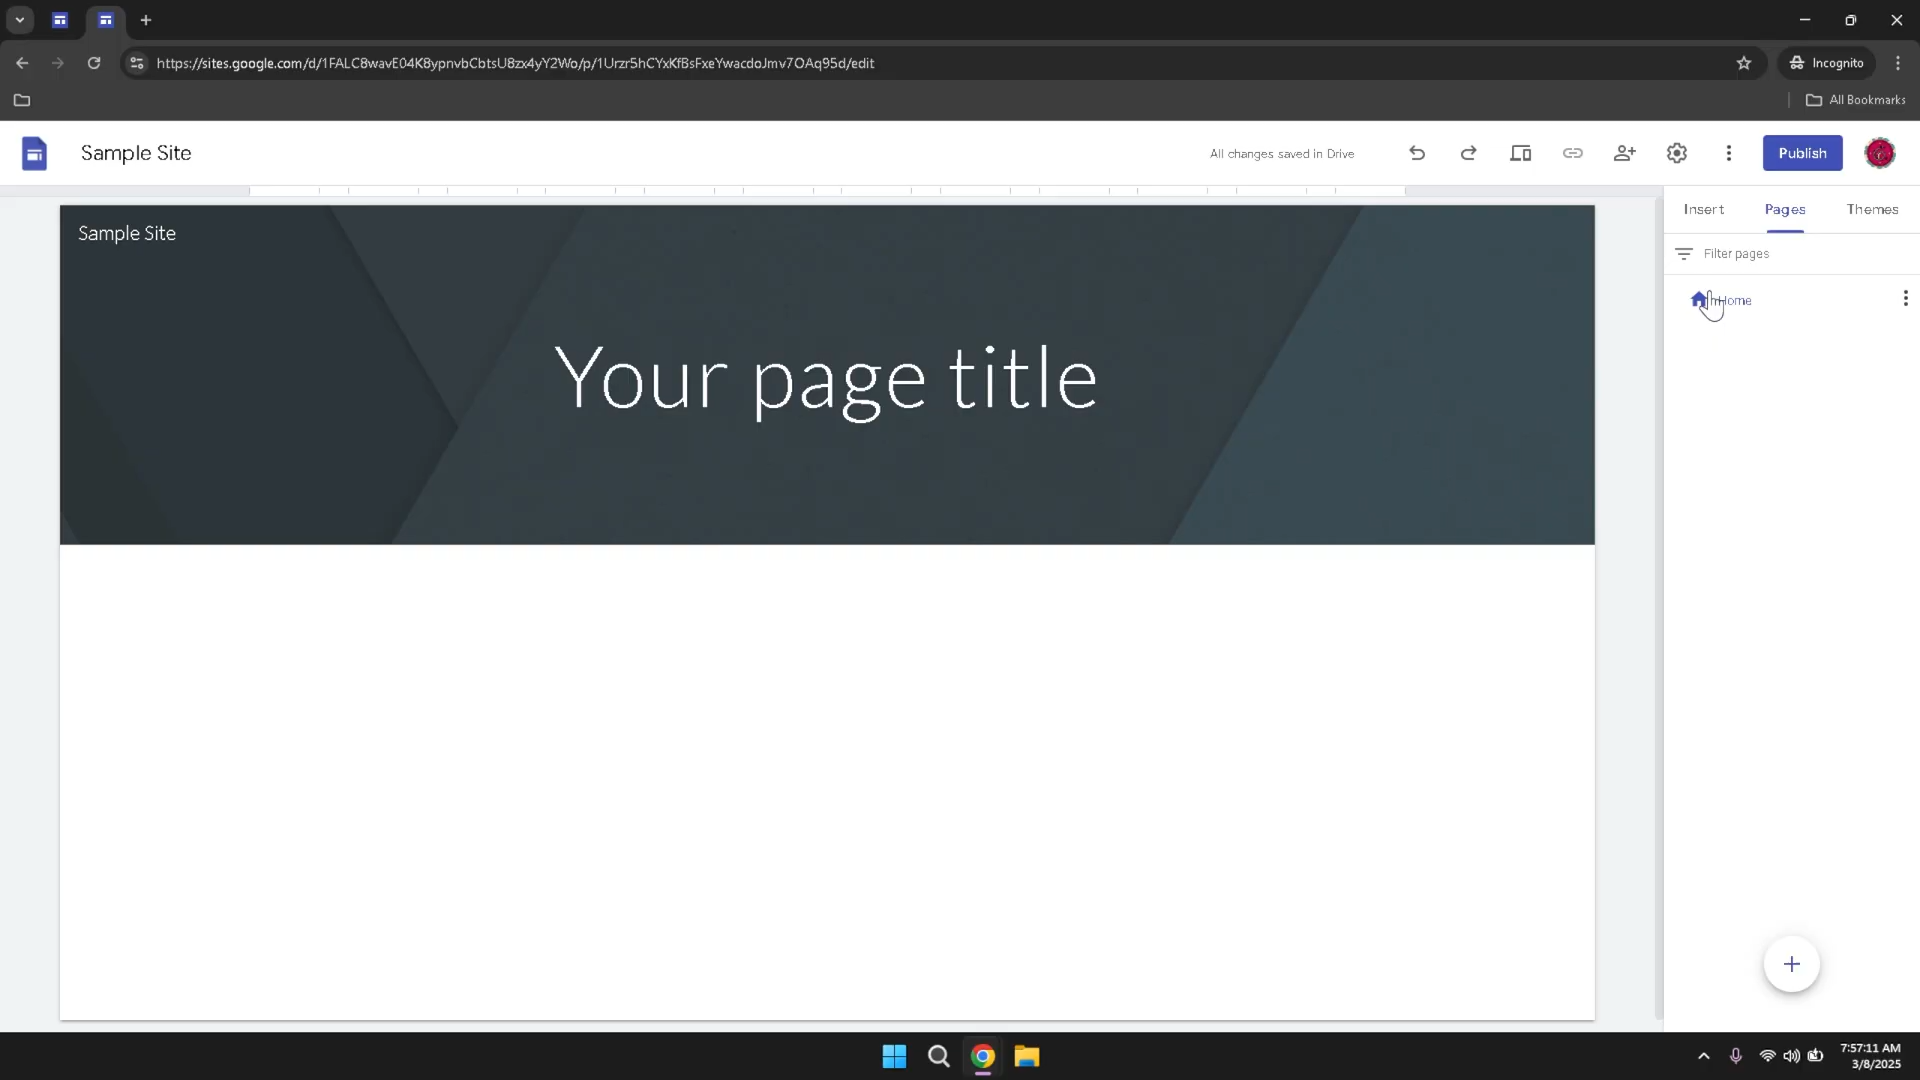 https://sites.google.com/d/1FALC8wavE04K8ypnvbCbtsU8zx4yY2Wo/p/1Urzr5hCYxKfBsFxeYwacdoJmv7OAq95d/edit
Incognito
All Bookmarks
Sample Site
All changes saved in Drive
Publish
Insert
Pages
Themes
Sample Site
Filter pages
Home
Your page title
7:57:11 AM
3/8/2025